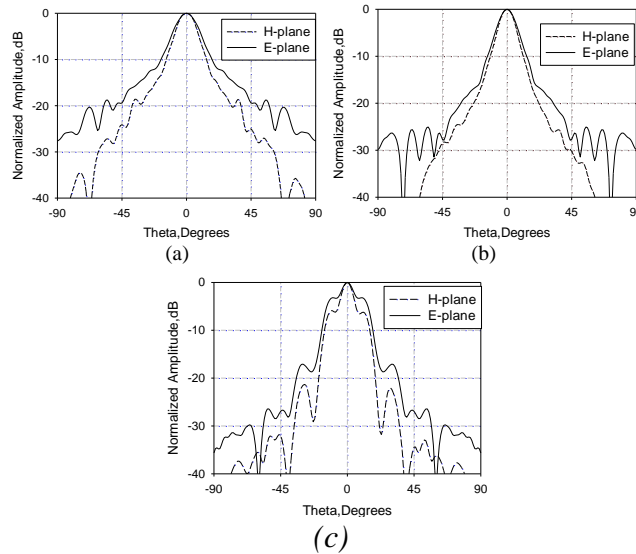 0
-10
-20
-30
-40
Normalized Amplitude,dB
H-plane
E-plane
-90 -45 0 45 90
Theta,Degrees
(a)
0
-10
-20
-30
-40
Normalized Amplitude,dB
H-plane
E-plane
-90 -45 0 45 90
Theta,Degrees
(b)
0
-10
-20
-30
-40
Normalized Amplitude,dB
H-plane
E-plane
-90 -45 0 45 90
Theta,Degrees
(c)